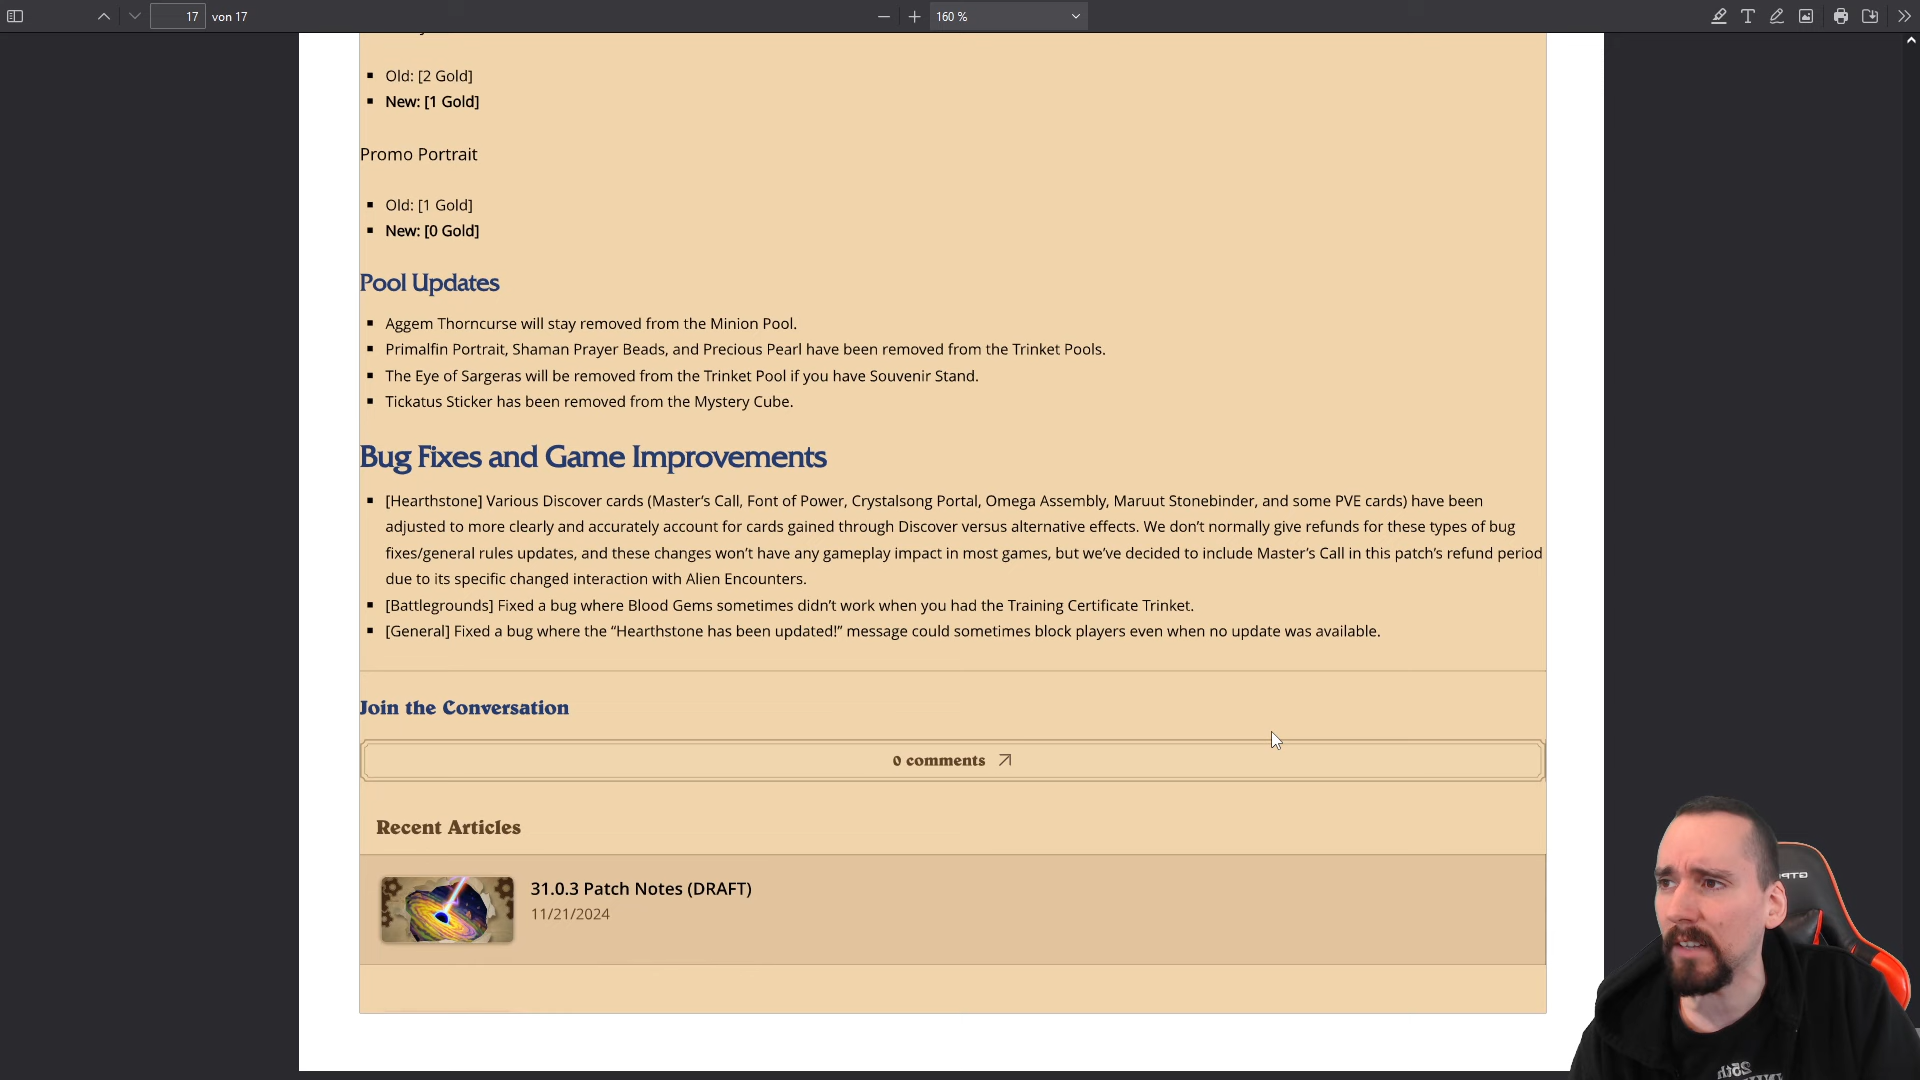 17 von 17
160 %
Old: [2 Gold]
New: [1 Gold]
Promo Portrait
Old: [1 Gold]
New: [0 Gold]
Pool Updates
Aggem Thorncurse will stay removed from the Minion Pool.
Primalfin Portrait, Shaman Prayer Beads, and Precious Pearl have been removed from the Trinket Pools.
The Eye of Sargeras will be removed from the Trinket Pool if you have Souvenir Stand.
Tickatus Sticker has been removed from the Mystery Cube.
Bug Fixes and Game Improvements
[Hearthstone] Various Discover cards (Master’s Call, Font of Power, Crystalsong Portal, Omega Assembly, Maruut Stonebinder, and some PVE cards) have been
adjusted to more clearly and accurately account for cards gained through Discover versus alternative effects. We don’t normally give refunds for these types of bug
fixes/general rules updates, and these changes won’t have any gameplay impact in most games, but we’ve decided to include Master’s Call in this patch’s refund period
due to its specific changed interaction with Alien Encounters.
[Battlegrounds] Fixed a bug where Blood Gems sometimes didn’t work when you had the Training Certificate Trinket.
[General] Fixed a bug where the “Hearthstone has been updated!” message could sometimes block players even when no update was available.
Join the Conversation
0 comments
Recent Articles
31.0.3 Patch Notes (DRAFT)
11/21/2024